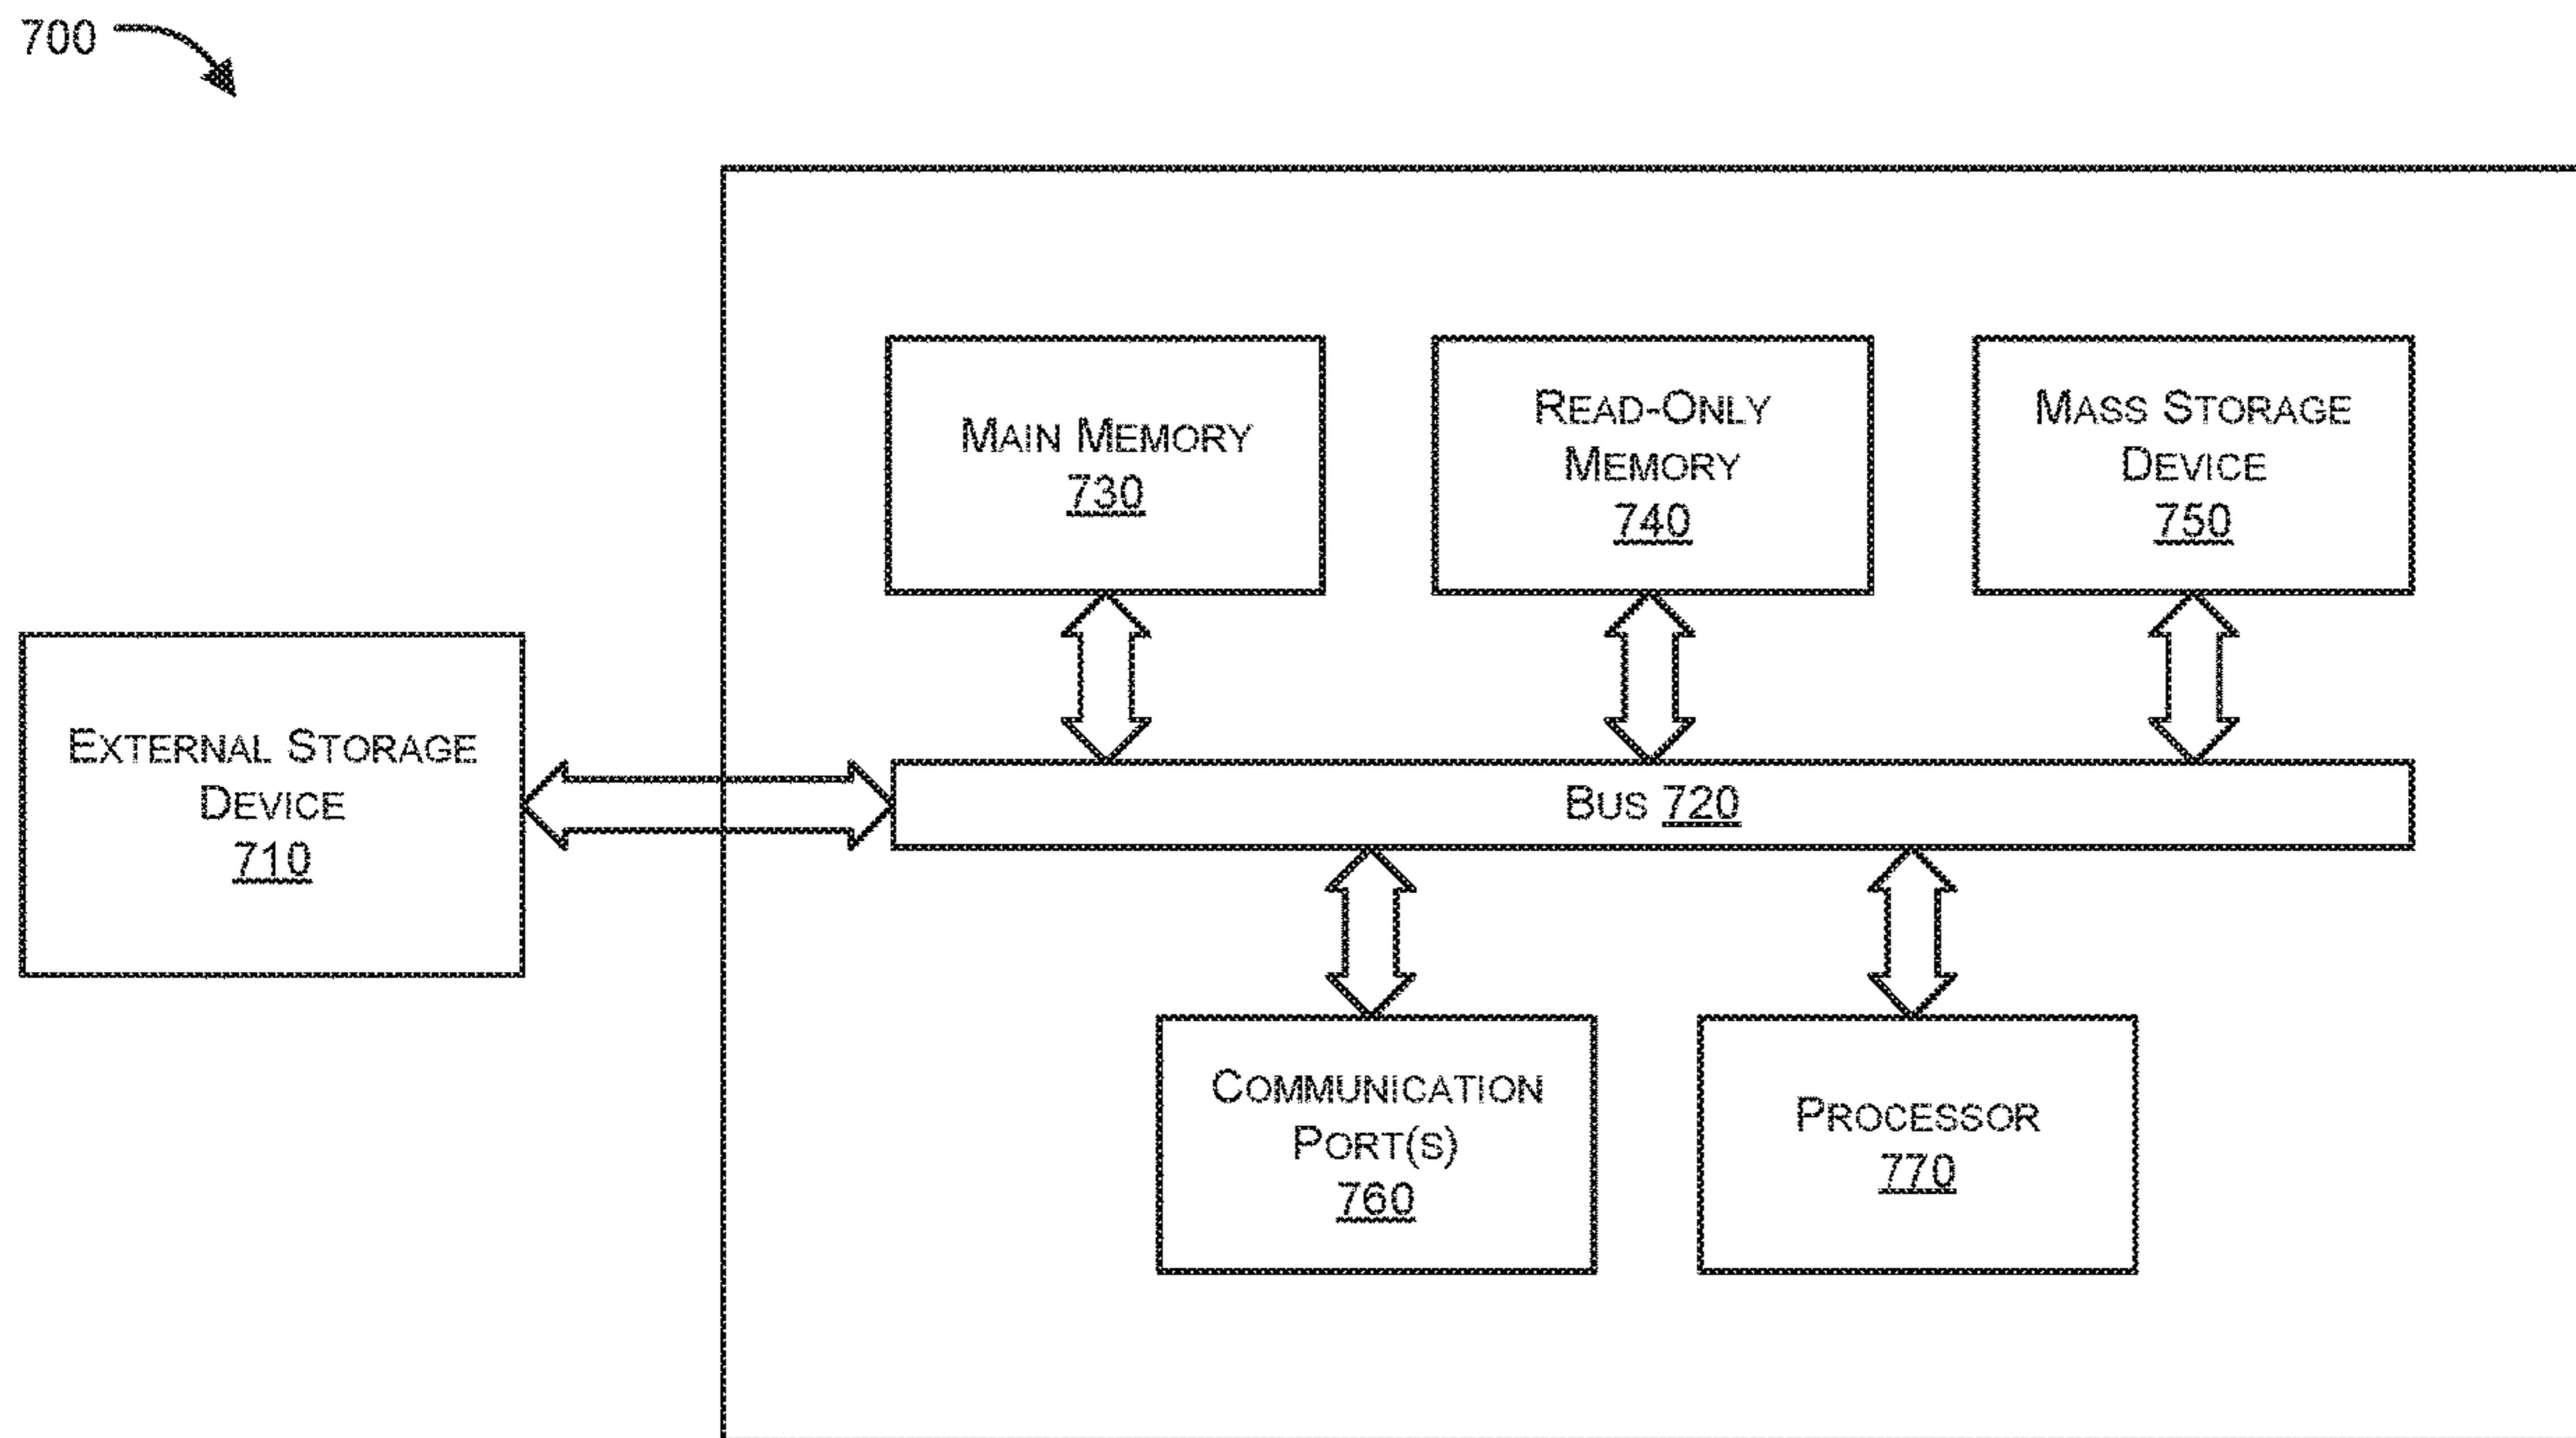 700
MAIN MEMORY
730
READ-ONLY
MEMORY
740
MASS STORAGE
DEVICE
750
EXTERNAL STORAGE
DEVICE
710
BUS 720
COMMUNICATION
PORT(S)
760
PROCESSOR
770